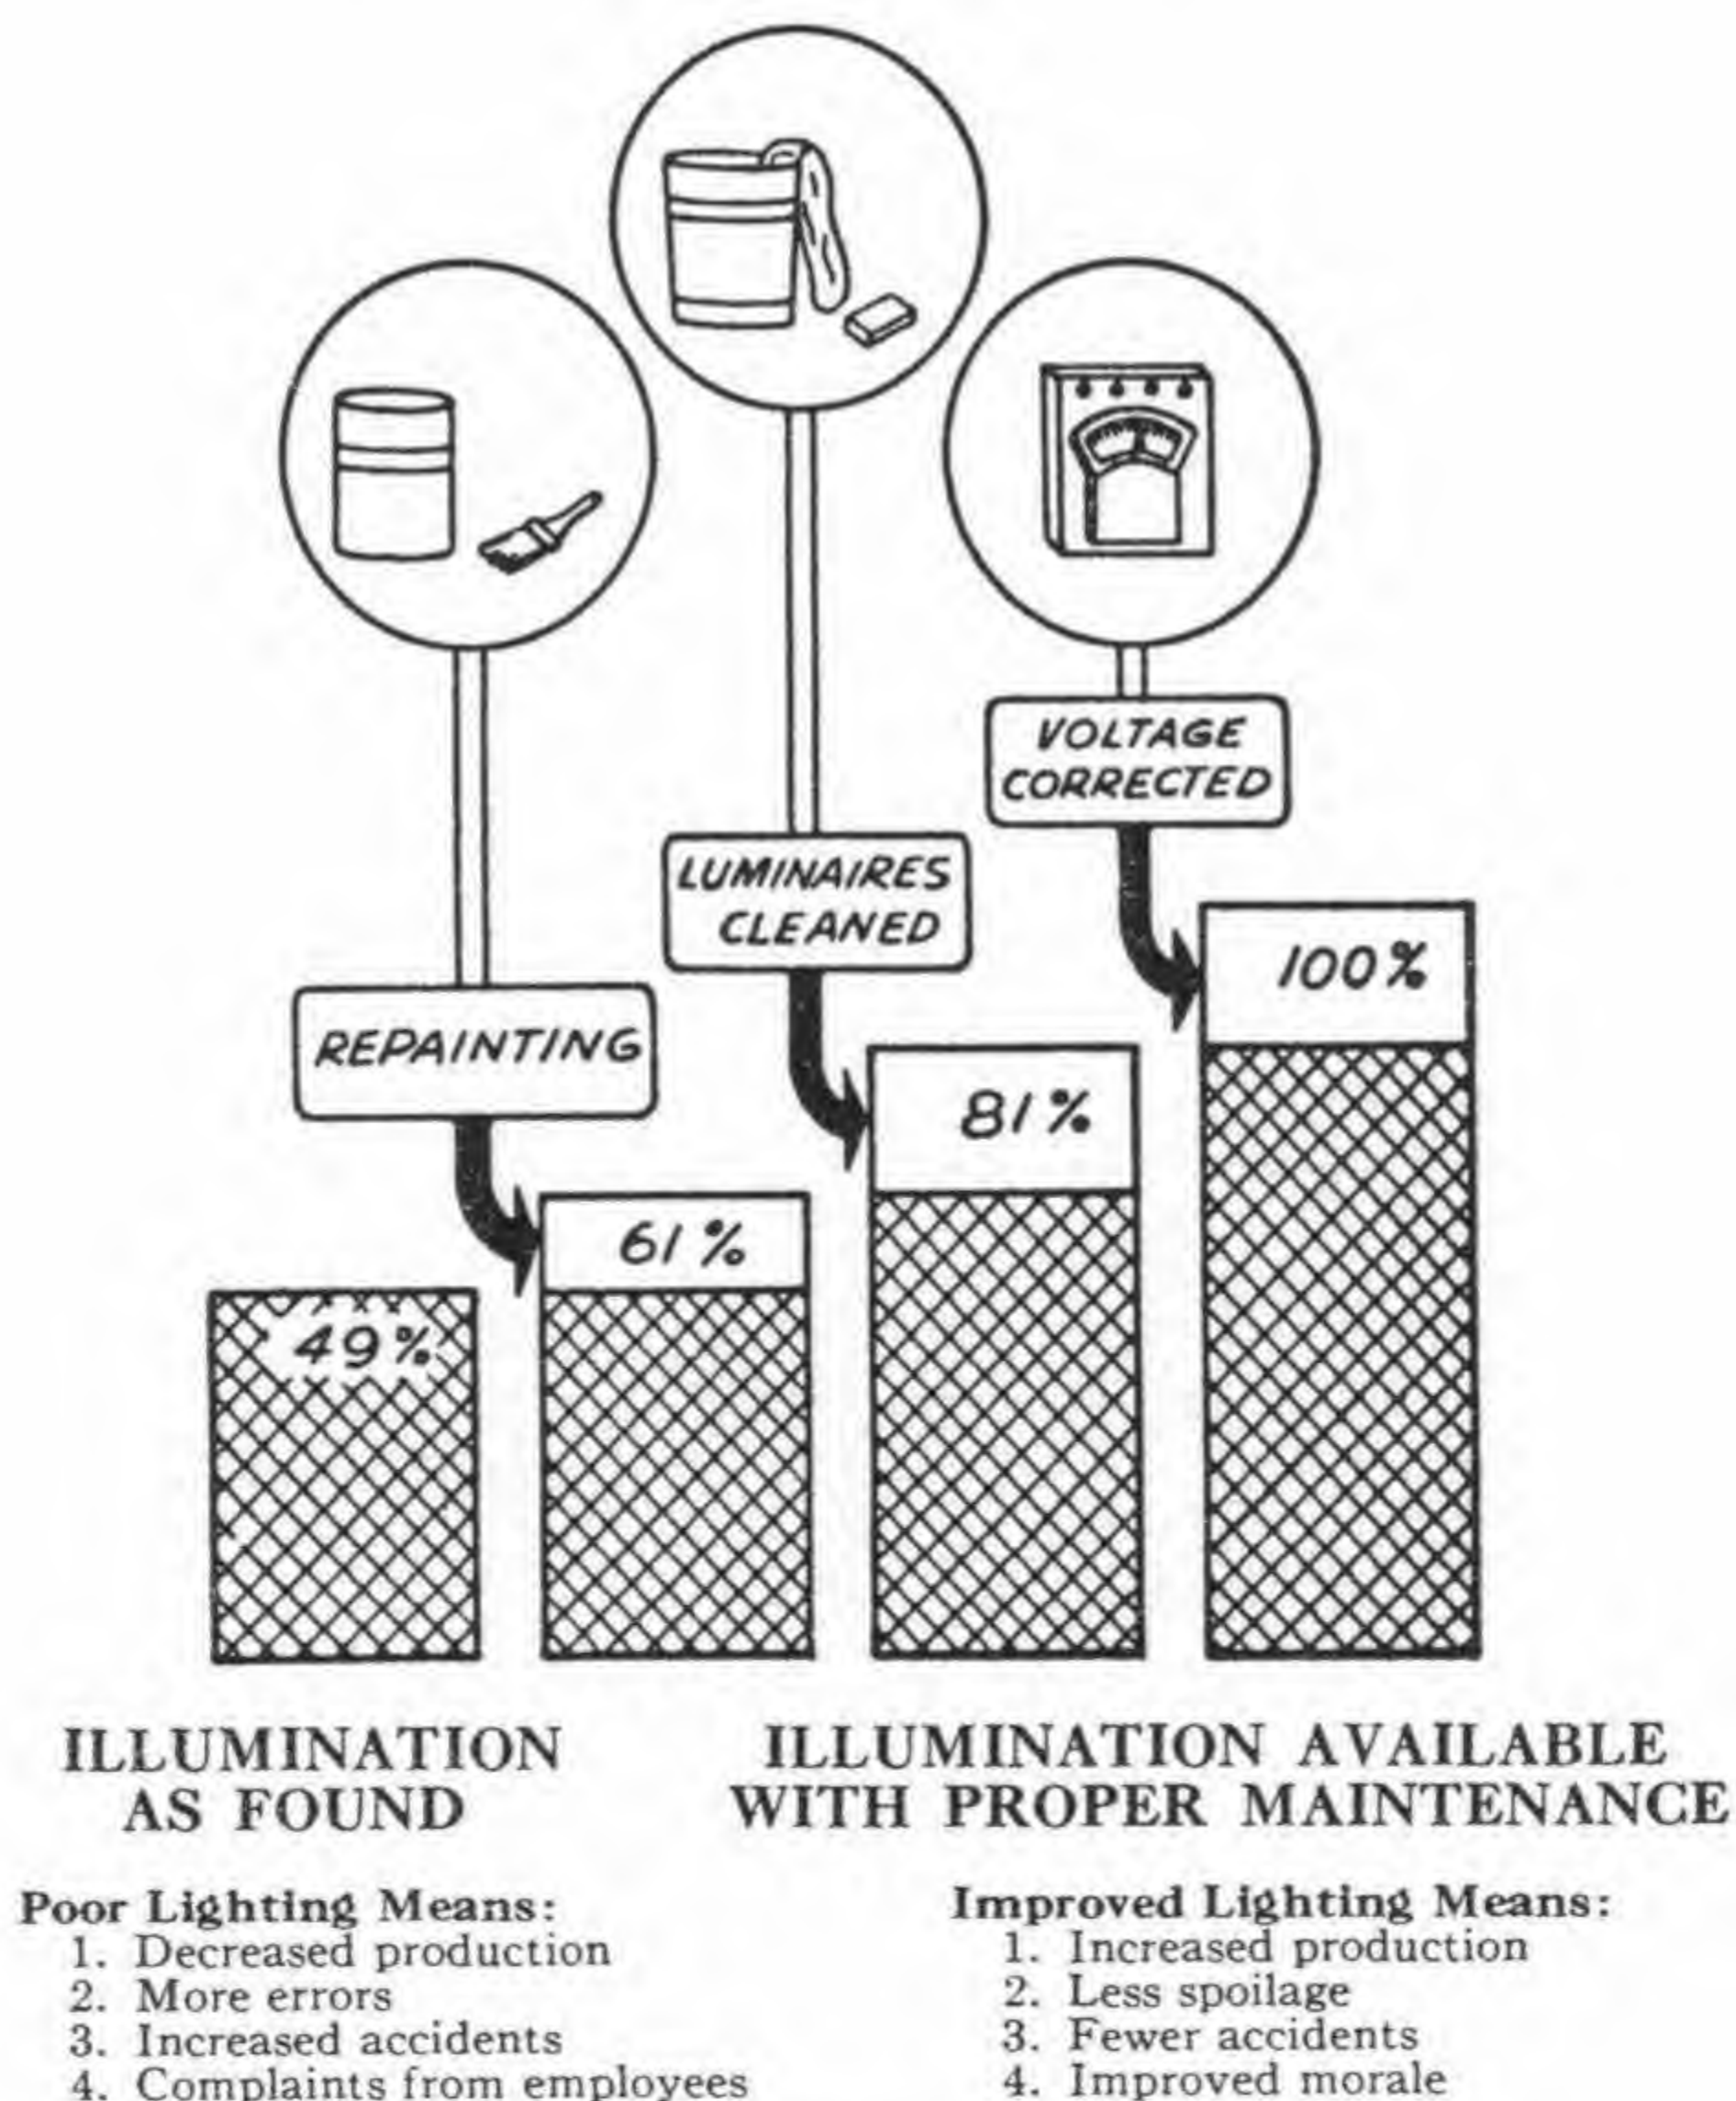 VOLTAGE
CORRECTED
LUMINAIRES
CLEANED
REPAINTING
100%
81%
61%
49%
ILLUMINATION
AS FOUND
ILLUMINATION AVAILABLE
WITH PROPER MAINTENANCE
Poor Lighting Means:
1. Decreased production
2. More errors
3. Increased accidents
4. Complaints from employees
Improved Lighting Means:
1. Increased production
2. Less spoilage
3. Fewer accidents
4. Improved morale